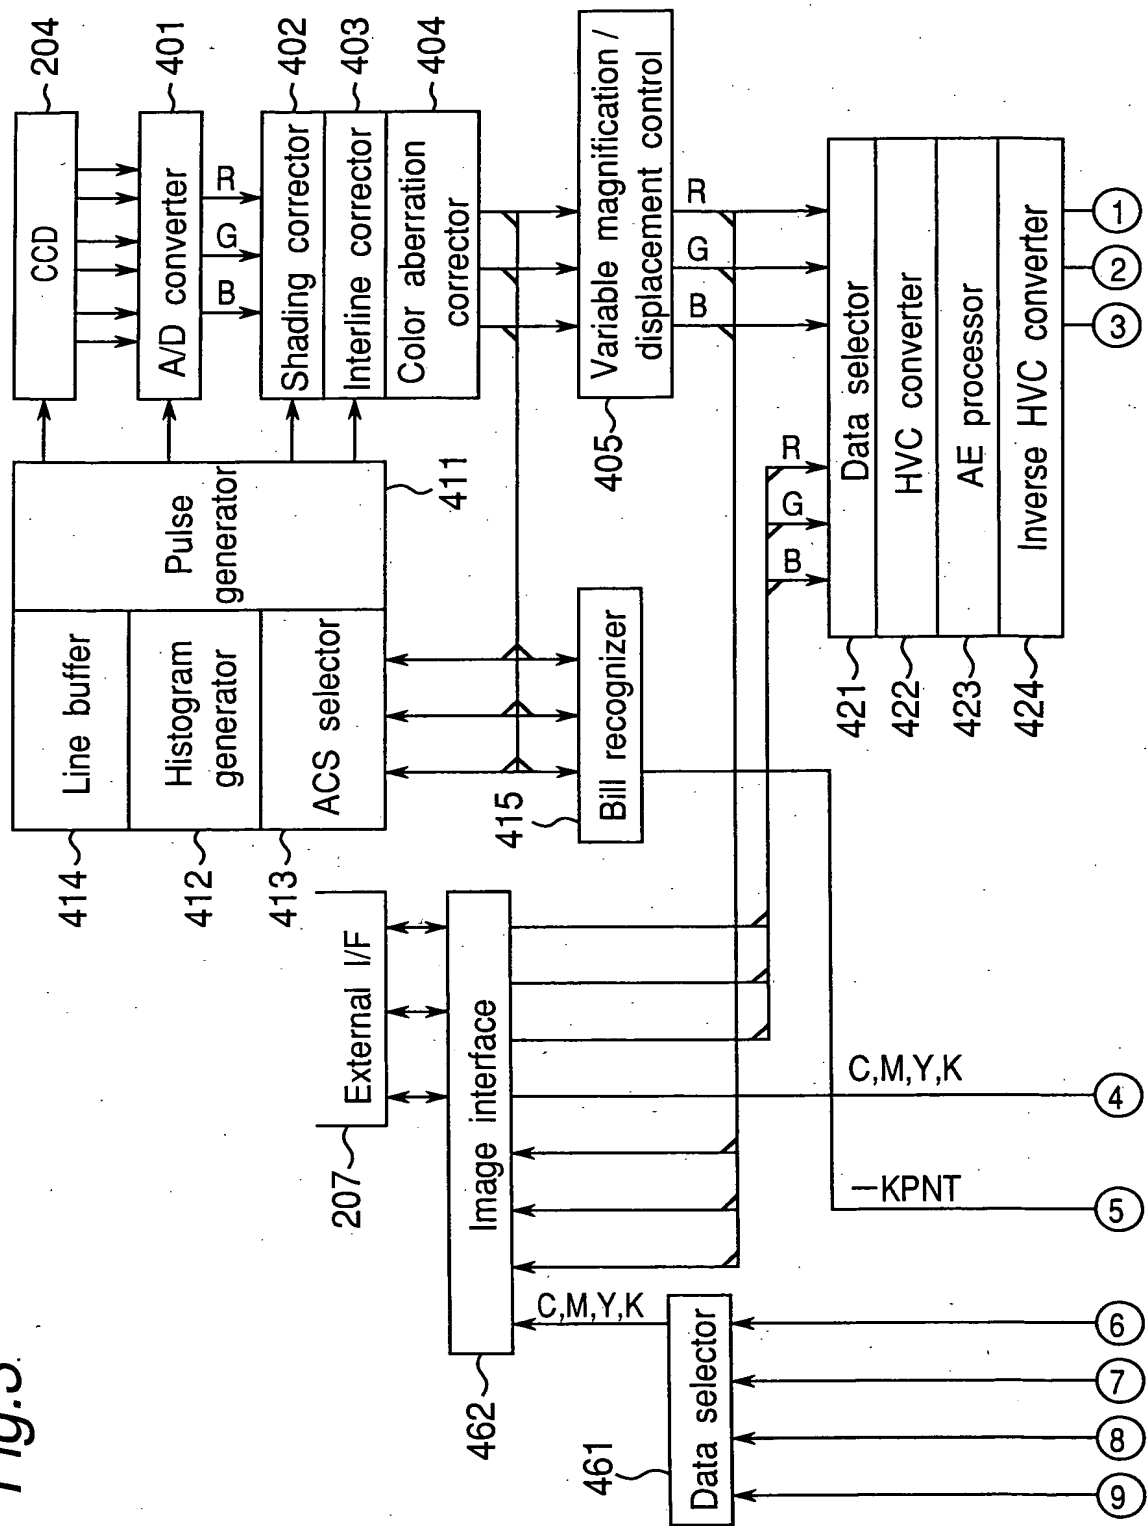 Fig.3
204
401
402
403
404
CCD
A/D converter
R
G
B
Shading corrector
Interline corrector
Color aberration
corrector
Variable magnification /
displacement control
405
R
G
B
Pulse
generator
411
Line buffer
Histogram
generator
ACS selector
414
412
413
415
Bill recognizer
R
G
B
Data selector
HVC converter
AE processor
Inverse HVC converter
421
422
423
424
1
2
3
External I/F
207
Image interface
462
C,M,Y,K
4
—KPNT
5
C,M,Y,K
Data selector
461
6
7
8
9